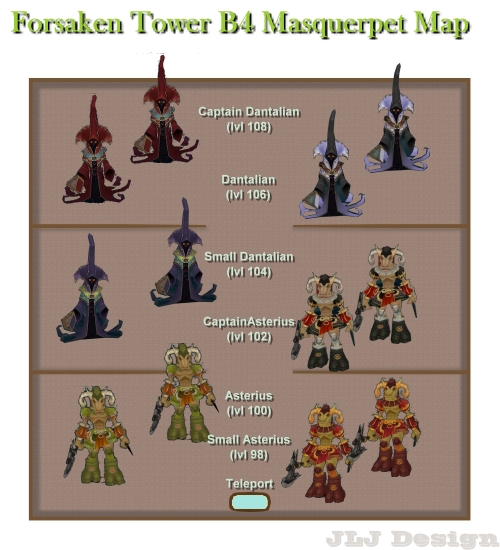 Forsaken Tower B4 Masquerpet Map
Captain Dantalian
(lvl 108)
Dantalian
(lvl 106)
Small Dantalian
(lvl 104)
CaptainAsterius
(lvl 102)
Asterius
(lvl 100)
Small Asterius
(lvl 98)
Teleport
JLJ Design